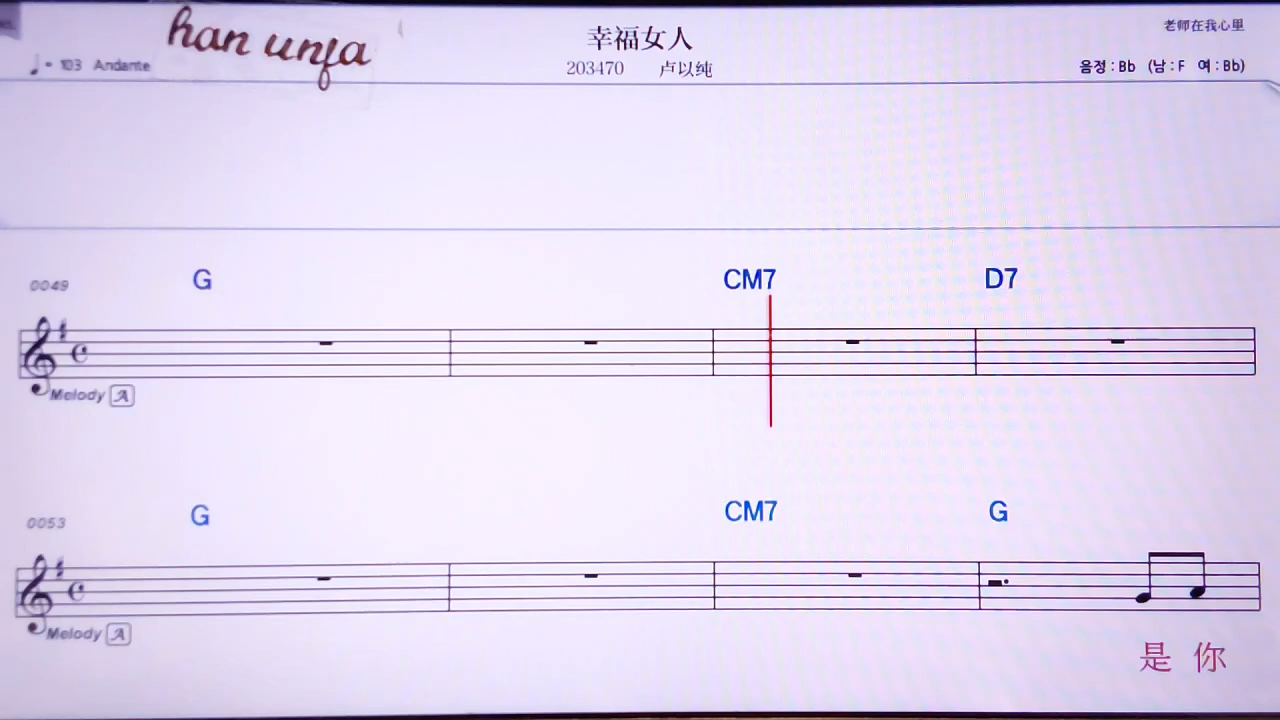 han unfa
幸福女人
老师在我心里
♩ = 103 Andante
203470 卢以纯
음정 : Bb (남 : F 여 : Bb)
0049 G CM7 D7
Melody A
0053 G CM7 G
Melody A
是 你